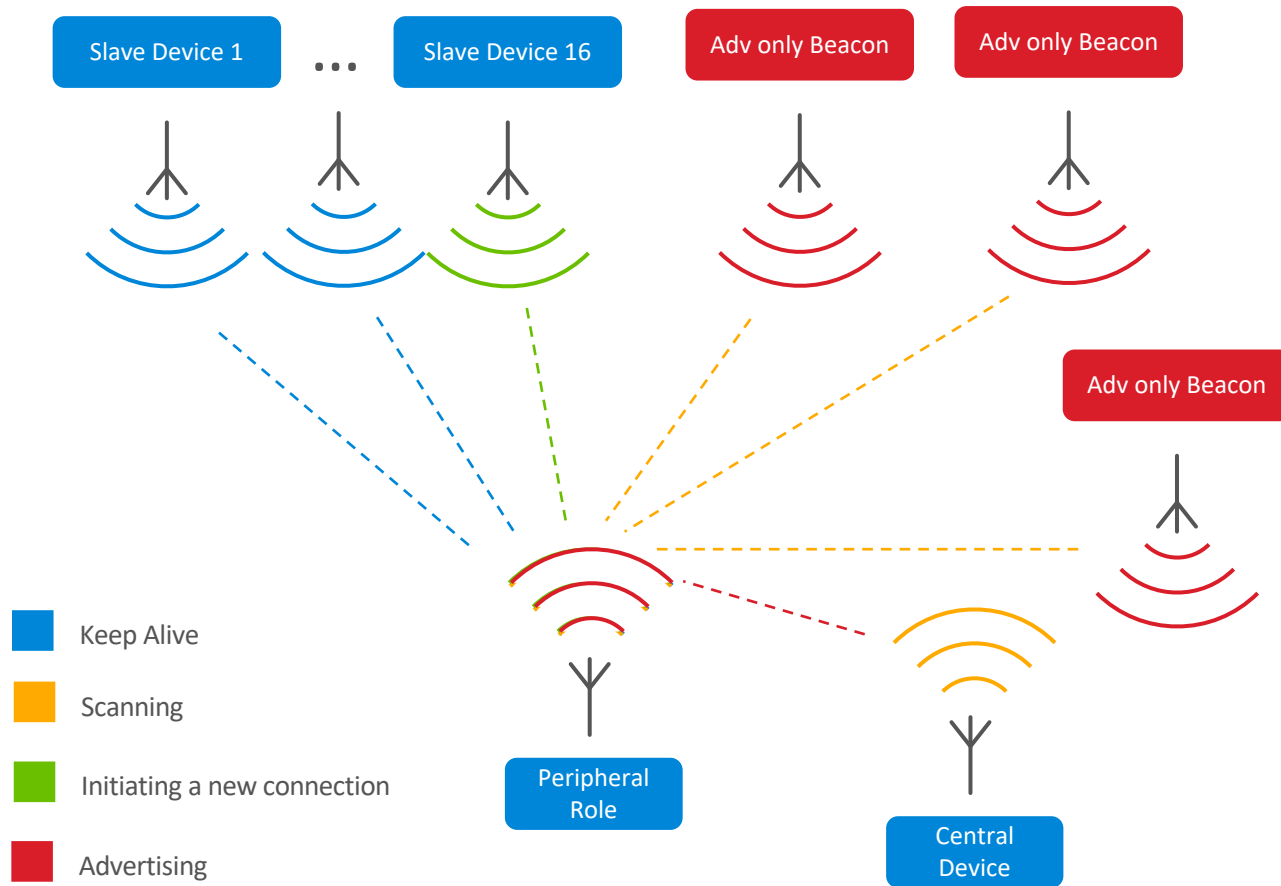 Slave Device 1
...
Slave Device 16
Adv only Beacon
Adv only Beacon
Adv only Beacon
Keep Alive
Scanning
Initiating a new connection
Advertising
Peripheral
Role
Central
Device